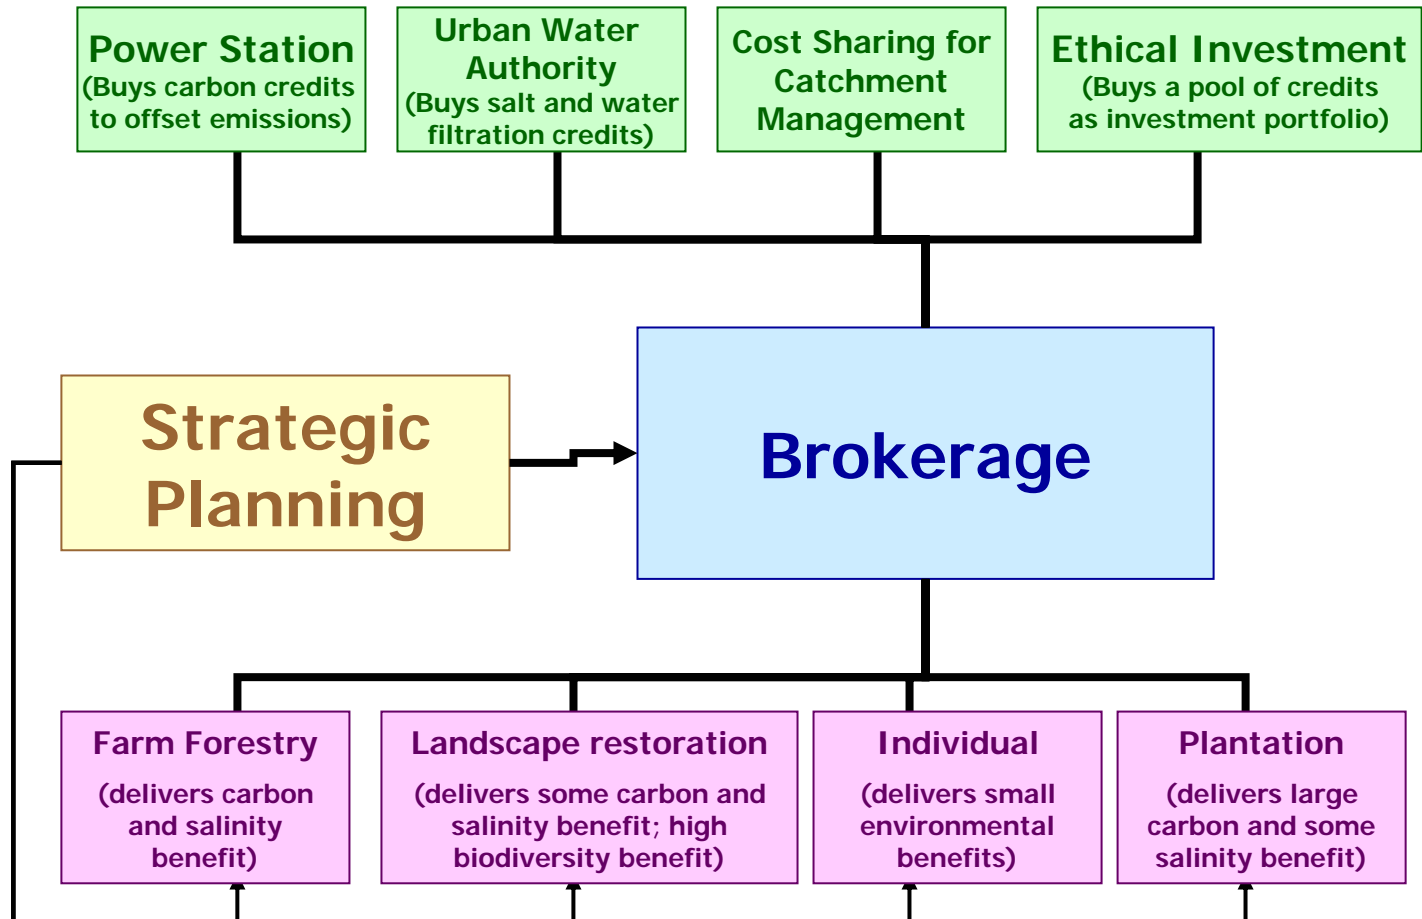 Power Station
(Buys carbon credits
to offset emissions)
Urban Water
Authority
(Buys salt and water
filtration credits)
Cost Sharing for
Catchment
Management
Ethical Investment
(Buys a pool of credits
as investment portfolio)
Strategic
Planning
Brokerage
Farm Forestry
(delivers carbon
and salinity
benefit)
Landscape restoration
(delivers some carbon and
salinity benefit; high
biodiversity benefit)
Individual
(delivers small
environmental
benefits)
Plantation
(delivers large
carbon and some
salinity benefit)